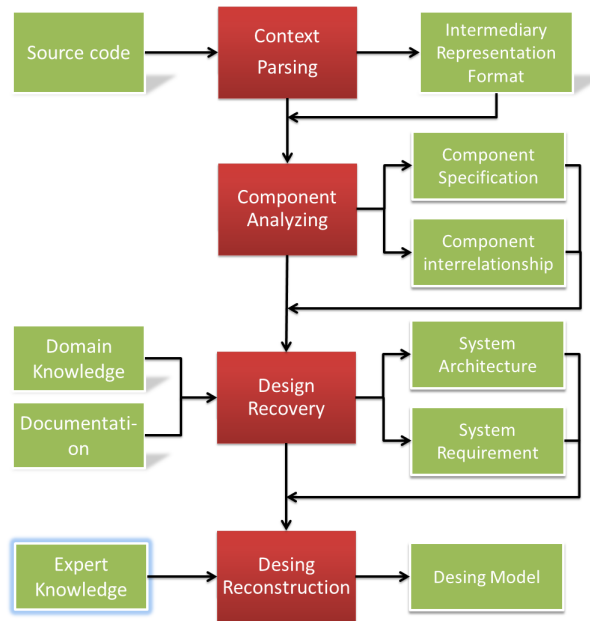 Source code
Context
Parsing
Intermediary
Representation
Format
Component
Analyzing
Component
Specification
Component
interrelationship
Domain
Knowledge
Documentati-
on
Design
Recovery
System
Architecture
System
Requirement
Expert
Knowledge
Desing
Reconstruction
Desing Model